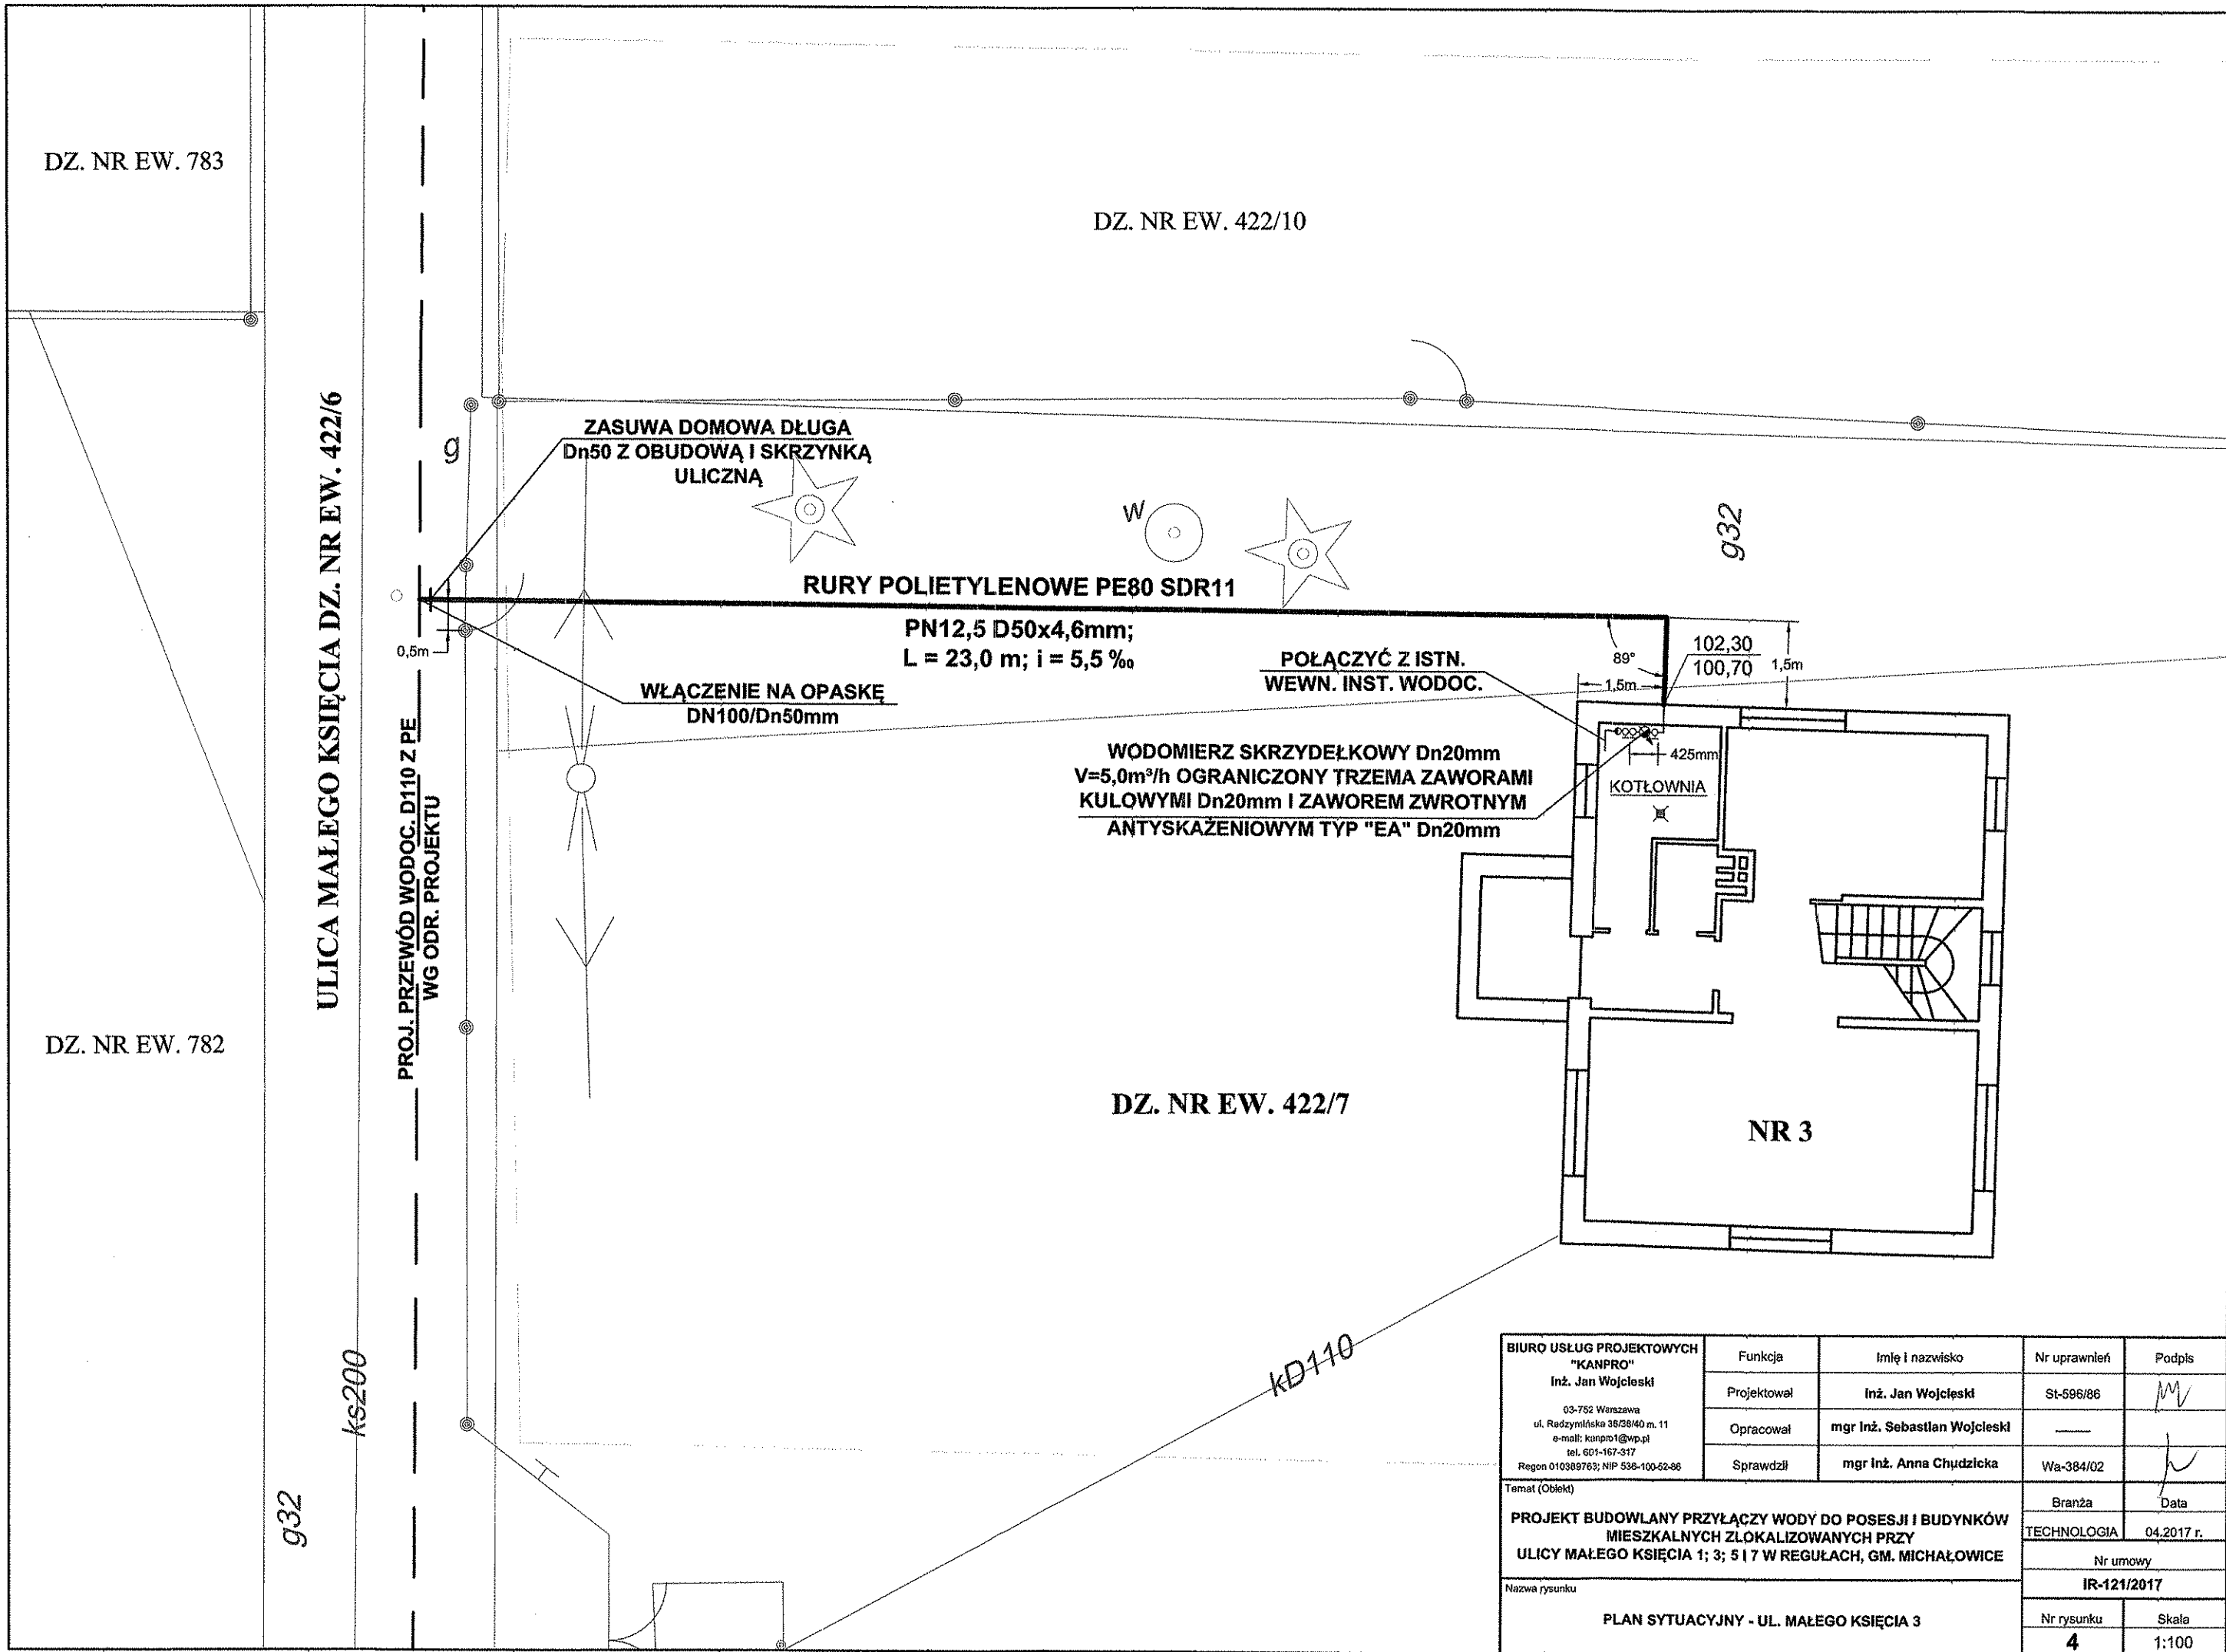 DZ. NR EW. 783
DZ. NR EW. 422/10
ULICA MAŁEGO KSIĘCIA DZ. NR EW. 422/6
g
ZASUWA DOMOWA DŁUGA
Dn50 Z OBUDOWĄ I SKRZYNKĄ
ULICZNĄ
W
g32
RURY POLIETYLENOWE PE80 SDR11
PN12,5 D50x4,6mm;
L = 23,0 m; i = 5,5 ‰
0,5m
WŁĄCZENIE NA OPASKĘ
DN100/Dn50mm
POŁĄCZYĆ Z ISTN.
WEWN. INST. WODOC.
89°
102,30
100,70
1,5m
1,5m
WODOMIERZ SKRZYDEŁKOWY Dn20mm
V=5,0m³/h OGRANICZONY TRZEMA ZAWORAMI
KULOWYMI Dn20mm I ZAWOREM ZWROTNYM
ANTYSKAŻENIOWYM TYP "EA" Dn20mm
425mm
KOTŁOWNIA
PROJ. PRZEWÓD WODOC. D110 Z PE
WG ODR. PROJEKTU
DZ. NR EW. 782
DZ. NR EW. 422/7
NR 3
ks200
g32
kD110
BIURO USŁUG PROJEKTOWYCH
"KANPRO"
inż. Jan Wojcieski
03-752 Warszawa
ul. Radzymińska 36/38/40 m. 11
e-mail: kanpro1@wp.pl
tel. 601-167-317
Regon 010389763; NIP 536-100-52-86
Funkcja
Imię i nazwisko
Nr uprawnień
Podpis
Projektował
inż. Jan Wojcieski
St-596/86
Opracował
mgr inż. Sebastian Wojcieski
Sprawdził
mgr inż. Anna Chudzicka
Wa-384/02
Temat (Obiekt)
PROJEKT BUDOWLANY PRZYŁĄCZY WODY DO POSESJI I BUDYNKÓW
MIESZKALNYCH ZLOKALIZOWANYCH PRZY
ULICY MAŁEGO KSIĘCIA 1; 3; 5 I 7 W REGUŁACH, GM. MICHAŁOWICE
Branża
Data
TECHNOLOGIA
04.2017 r.
Nr umowy
IR-121/2017
Nazwa rysunku
PLAN SYTUACYJNY - UL. MAŁEGO KSIĘCIA 3
Nr rysunku
Skala
4
1:100